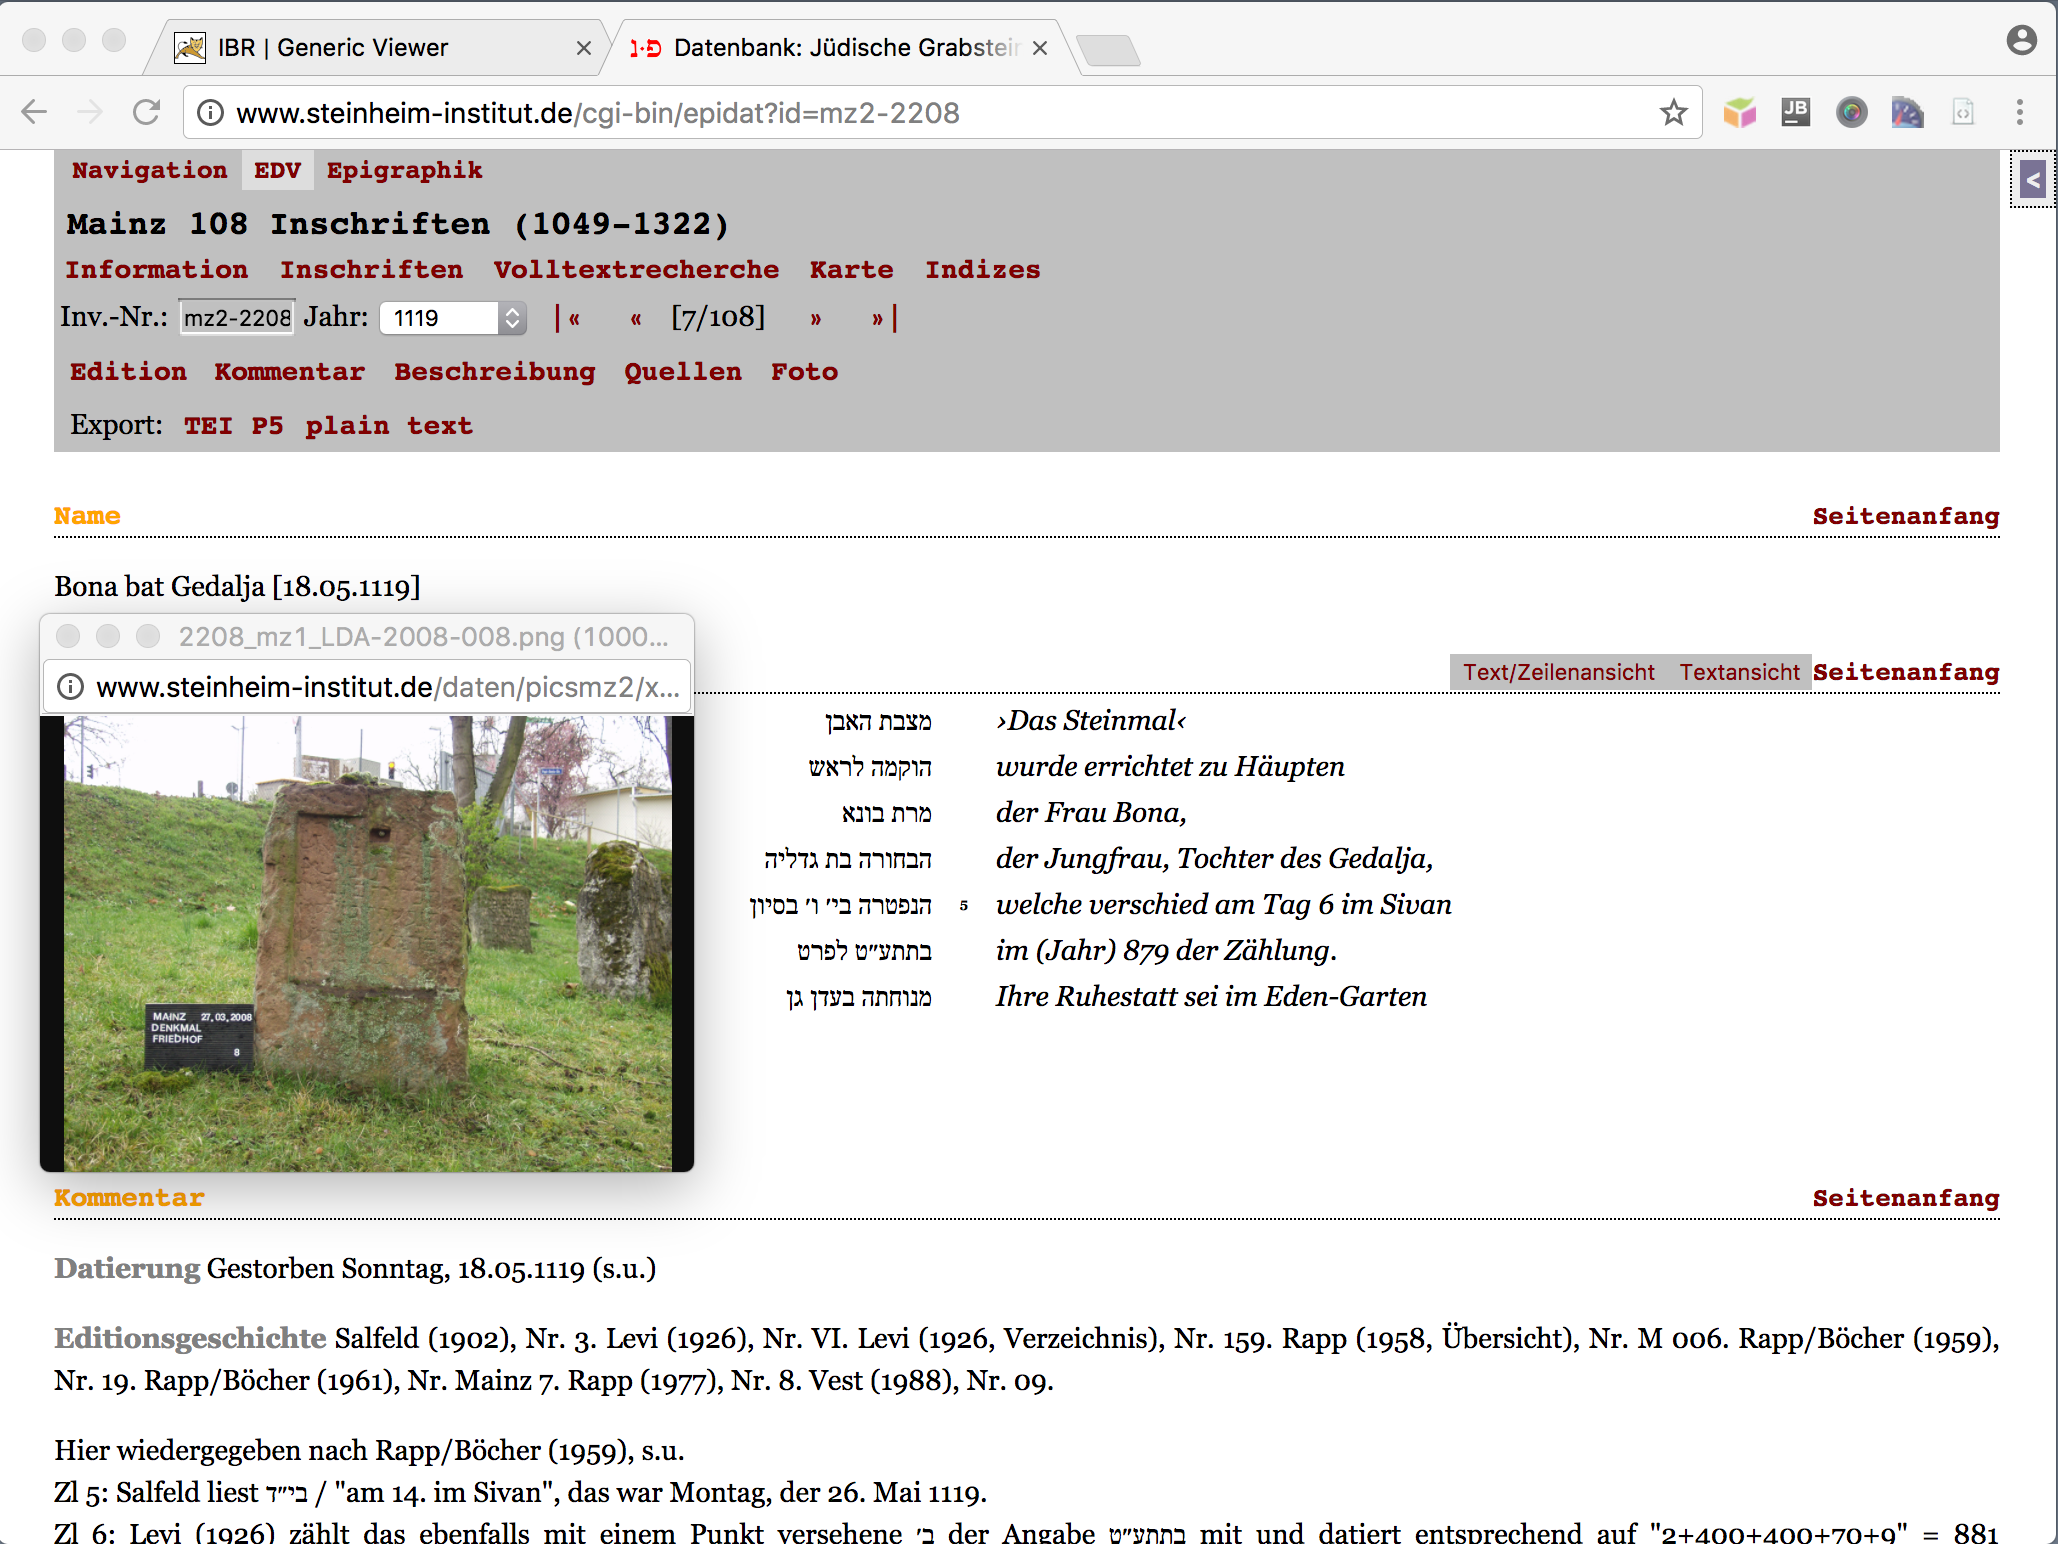 IBR | Generic Viewer
Datenbank: Jüdische Grabstein
www.steinheim-institut.de/cgi-bin/epidat?id=mz2-2208
JB
Navigation EDV Epigraphik
<
Mainz 108 Inschriften (1049-1322)
Information Inschriften Volltextrecherche Karte Indizes
Inv.-Nr.: mz2-2208 Jahr: 1119 |« « [7/108] » »|
Edition Kommentar Beschreibung Quellen Foto
Export: TEI P5 plain text
Name Seitenanfang
Bona bat Gedalja [18.05.1119]
2208_mz1_LDA-2008-008.png (1000...
www.steinheim-institut.de/daten/picsmz2/x...
MAINZ 27,03,2008
DENKMAL
FRIEDHOF
8
Text/Zeilenansicht Textansicht Seitenanfang
מצבת האבן ›Das Steinmal‹
הוקמה לראש wurde errichtet zu Häupten
מרת בונא der Frau Bona,
הבחורה בת גדליה der Jungfrau, Tochter des Gedalja,
הנפטרה בי׳ ו׳ בסיון 5 welche verschied am Tag 6 im Sivan
בתתע״ט לפרט im (Jahr) 879 der Zählung.
מנוחתה בעדן גן Ihre Ruhestatt sei im Eden-Garten
Kommentar Seitenanfang
Datierung Gestorben Sonntag, 18.05.1119 (s.u.)
Editionsgeschichte Salfeld (1902), Nr. 3. Levi (1926), Nr. VI. Levi (1926, Verzeichnis), Nr. 159. Rapp (1958, Übersicht), Nr. M 006. Rapp/Böcher (1959),
Nr. 19. Rapp/Böcher (1961), Nr. Mainz 7. Rapp (1977), Nr. 8. Vest (1988), Nr. 09.
Hier wiedergegeben nach Rapp/Böcher (1959), s.u.
Zl 5: Salfeld liest בי״ד / "am 14. im Sivan", das war Montag, der 26. Mai 1119.
Zl 6: Levi (1926) zählt das ebenfalls mit einem Punkt versehene ב׳ der Angabe בתתע״ט mit und datiert entsprechend auf "2+400+400+70+9" = 881